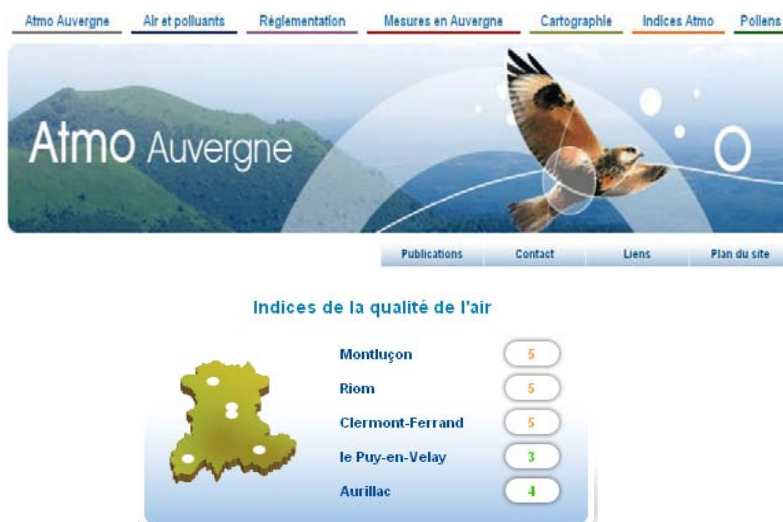 Atmo Auvergne Air et polluants Règlementation Mesures en Auvergne Cartographie Indices Atmo Pollens
Atmo Auvergne
Publications Contact Liens Plan du site
Indices de la qualité de l'air
Montluçon 5
Riom 5
Clermont-Ferrand 5
le Puy-en-Velay 3
Aurillac 4